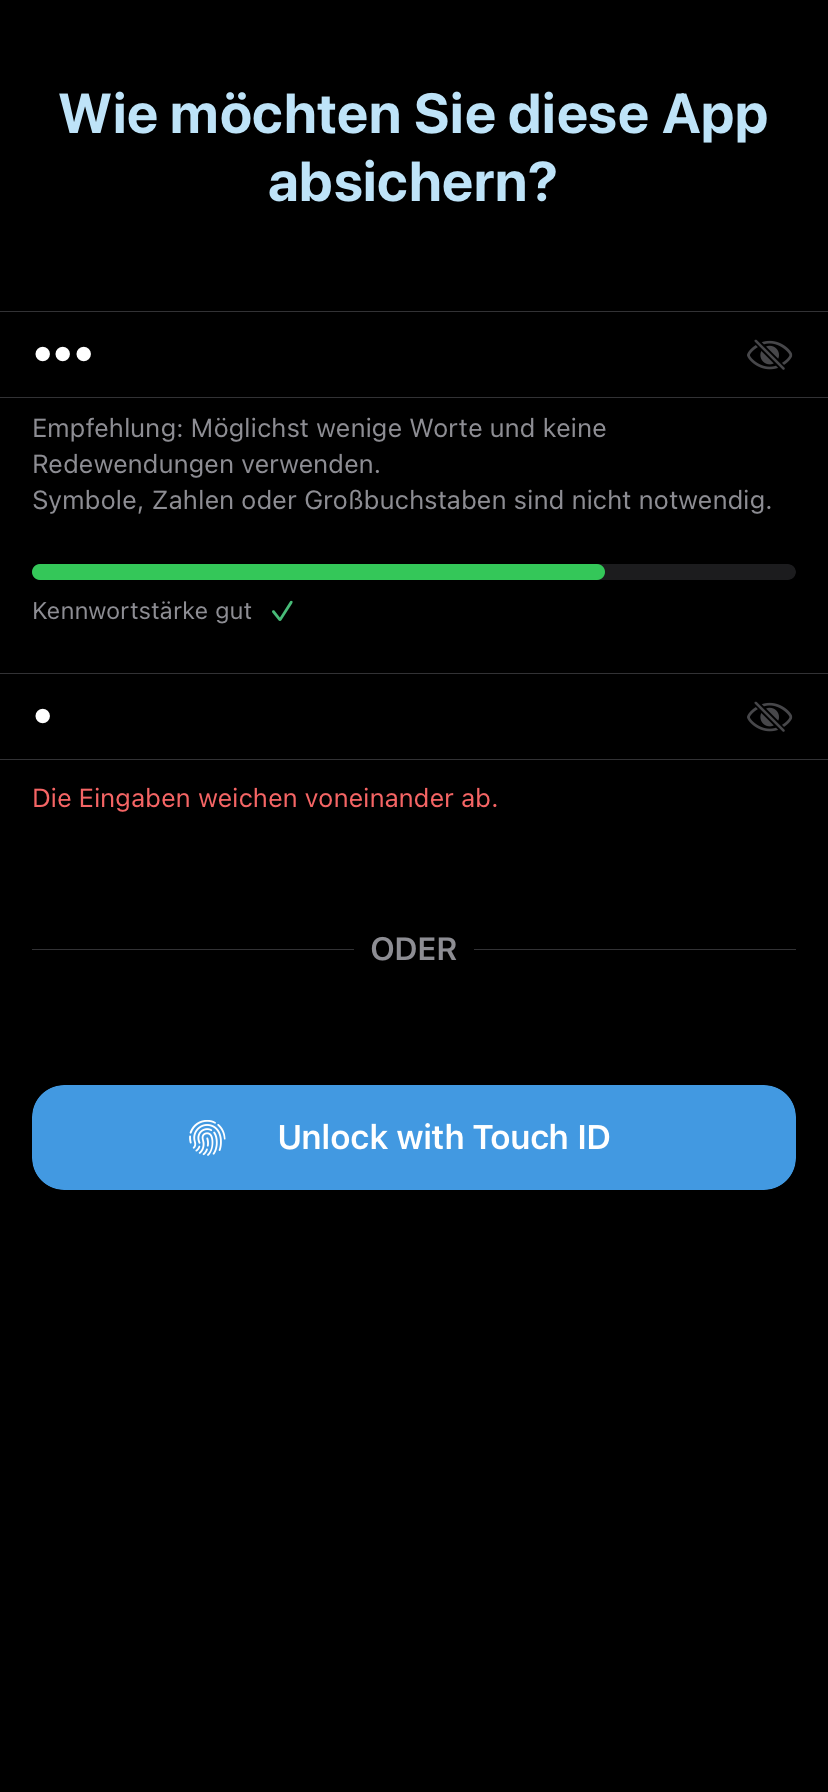 Wie möchten Sie diese App
absichern?
•••
Empfehlung: Möglichst wenige Worte und keine
Redewendungen verwenden.
Symbole, Zahlen oder Großbuchstaben sind nicht notwendig.
Kennwortstärke gut
•
Die Eingaben weichen voneinander ab.
ODER
Unlock with Touch ID